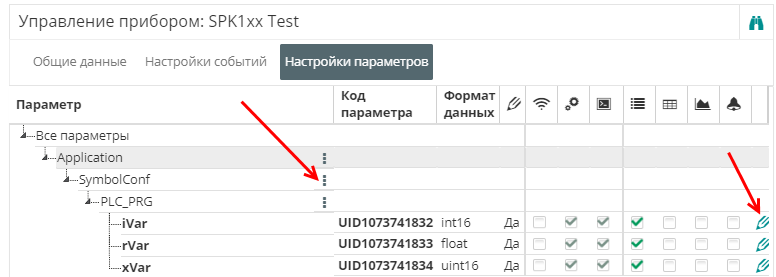 Управление прибором: SPK1xx Test
Общие данные Настройки событий Настройки параметров
Параметр Код параметра Формат данных
Все параметры
Application
SymbolConf
PLC_PRG
iVar UID1073741832 int16 Да
rVar UID1073741833 float Да
xVar UID1073741834 uint16 Да